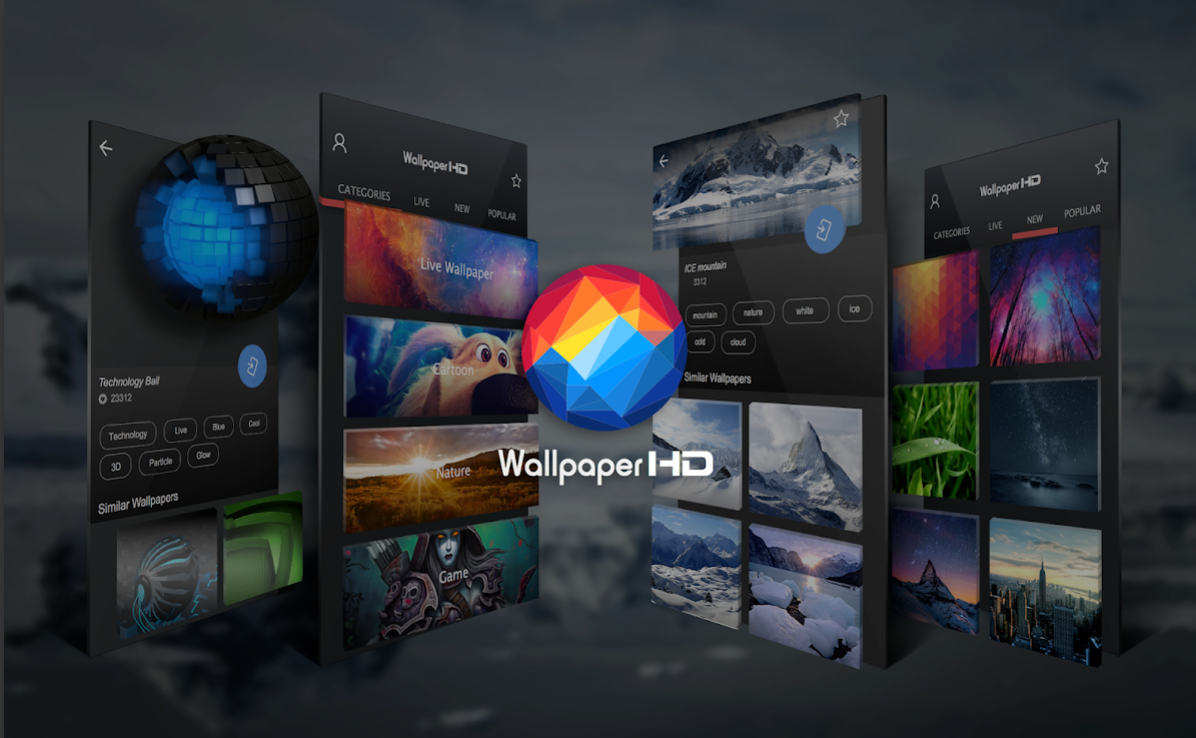 Technology Ball
23312
Technology
Live
Blue
Cool
3D
Particle
Glow
Similar Wallpapers
WallpaperHD
CATEGORIES
LIVE
NEW
POPULAR
Live Wallpaper
Cartoon
Nature
Game
WallpaperHD
ICE mountain
3312
mountain
nature
white
Ice
cold
cloud
Similar Wallpapers
WallpaperHD
CATEGORIES
LIVE
NEW
POPULAR